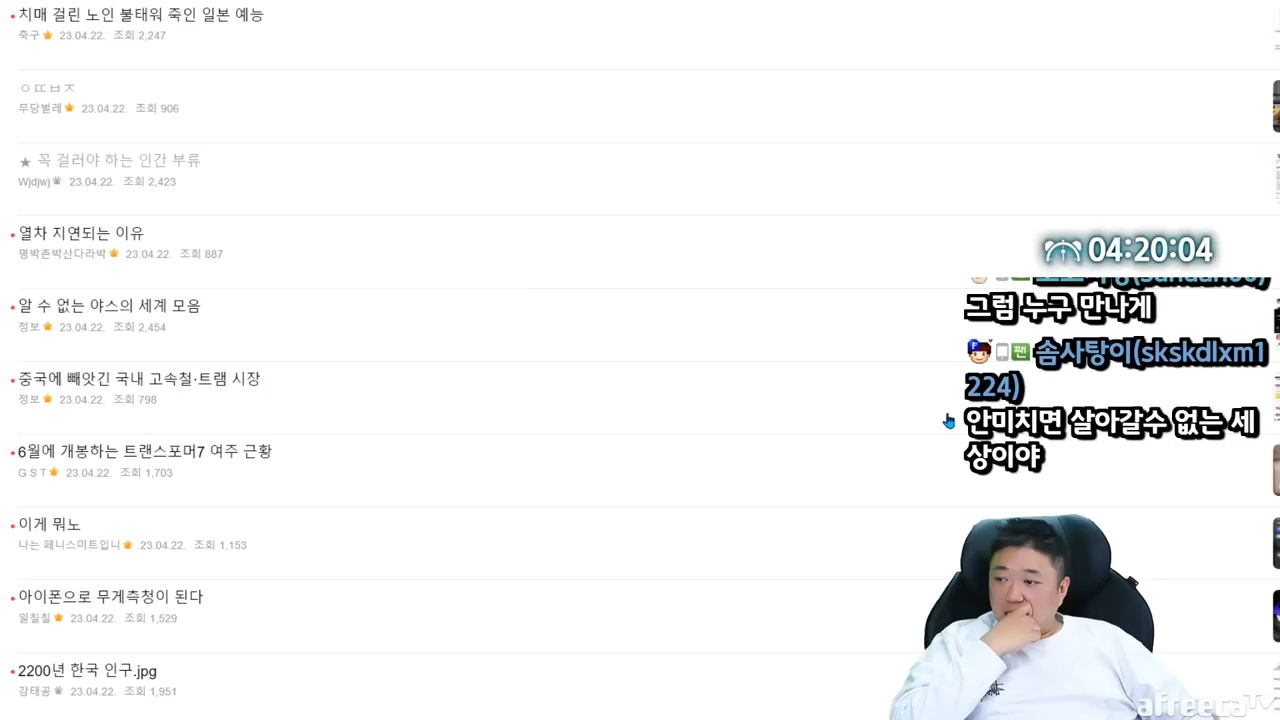 치매 걸린 노인 불태워 죽인 일본 예능
축구 23.04.22. 조회 2,247
ㅇㄸㅂㅈ
무당벌레 23.04.22. 조회 906
★ 꼭 걸러야 하는 인간 부류
Wjdjwj 23.04.22. 조회 2,423
열차 지연되는 이유
명박존박산다라박 23.04.22. 조회 887
알 수 없는 야스의 세계 모음
정보 23.04.22. 조회 2,454
중국에 빼앗긴 국내 고속철·트램 시장
정보 23.04.22. 조회 798
6월에 개봉하는 트랜스포머7 여주 근황
G S T 23.04.22. 조회 1,703
이게 뭐노
나는 페니스미트입니 23.04.22. 조회 1,153
아이폰으로 무게측청이 된다
일칠칠 23.04.22. 조회 1,529
2200년 한국 인구.jpg
강태공 23.04.22. 조회 1,951
04:20:04
그럼 누구 만나게
팬 솜사탕이(skskdlxm1
224)
안미치면 살아갈수 없는 세
상이야
afreecaTV